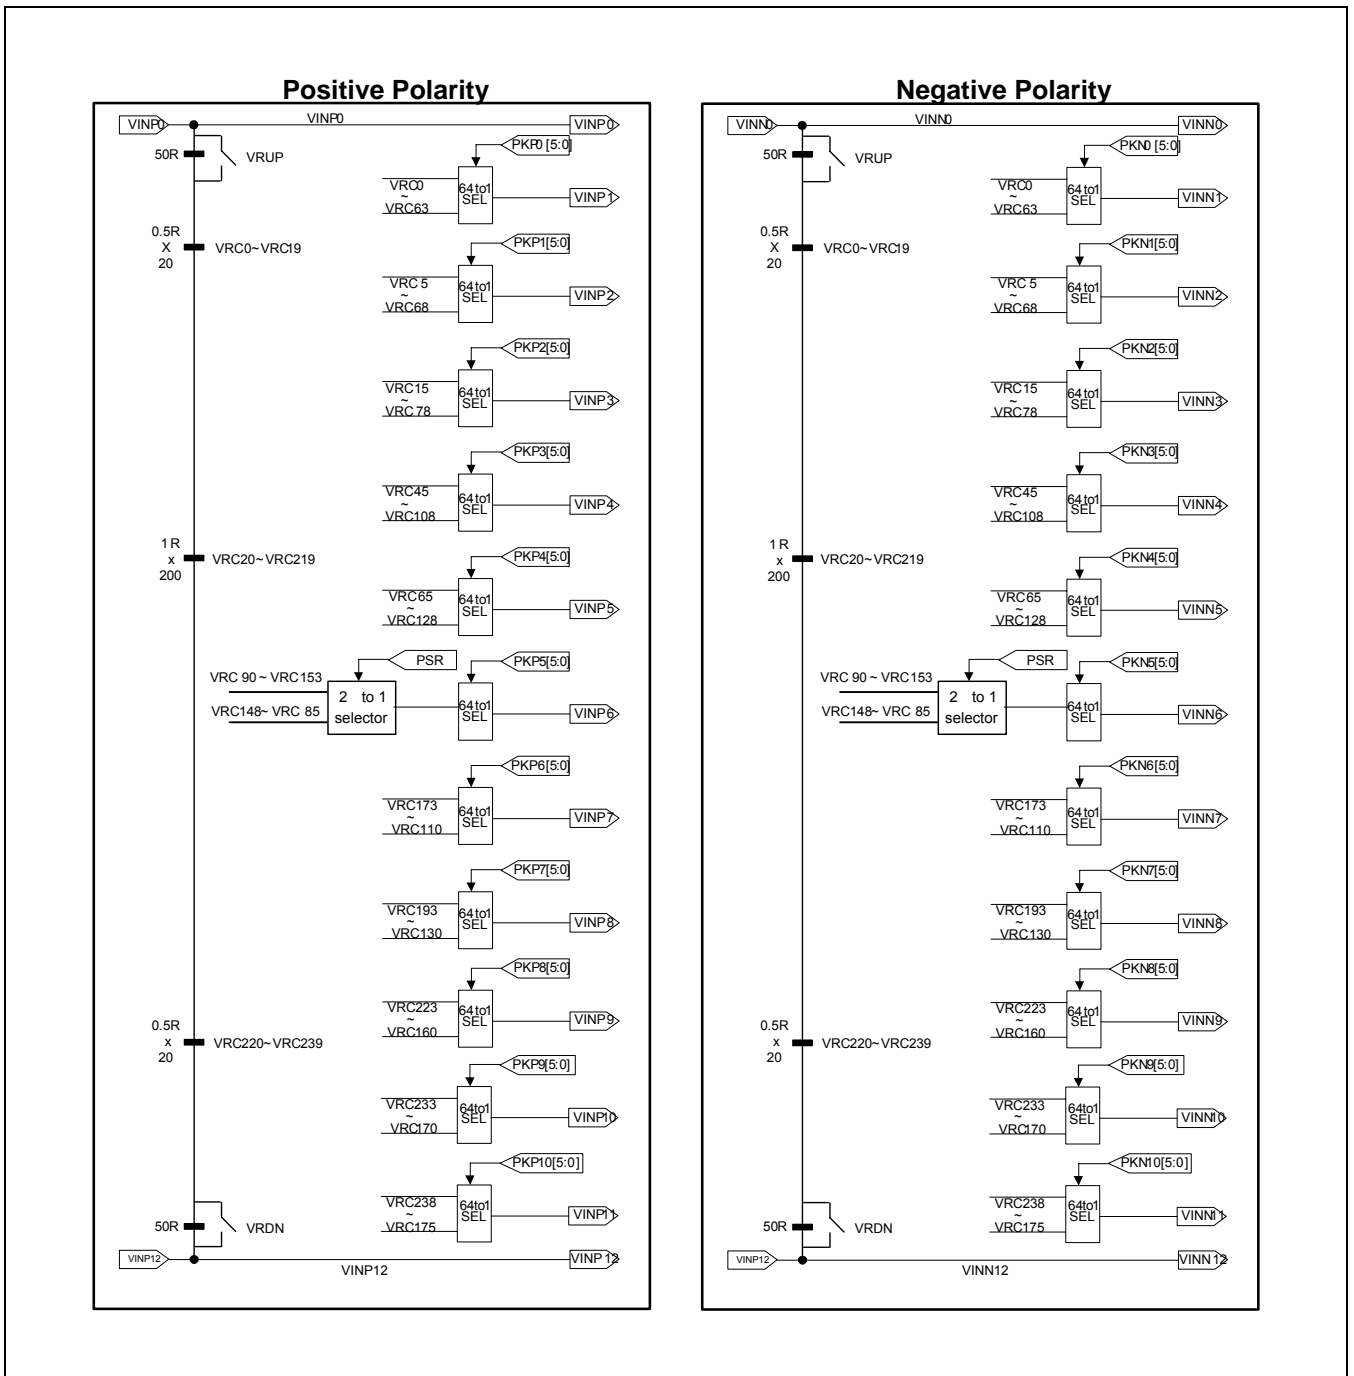 Positive Polarity
VINP0
VINP0
VINP0
50R
VRUP
PKP0 [5:0]
VRC0
~
VRC63
64to1
SEL
VINP1
0.5R
X
20
VRC0~VRC19
PKP1[5:0]
VRC 5
~
VRC68
64to1
SEL
VINP2
PKP2[5:0]
VRC15
~
VRC 78
64to1
SEL
VINP3
PKP3[5:0]
VRC45
~
VRC108
64to1
SEL
VINP4
1 R
x
200
VRC20~VRC219
PKP4[5:0]
VRC65
~
VRC128
64to1
SEL
VINP5
PSR
VRC 90 ~ VRC153
VRC148~ VRC 85
2 to 1
selector
PKP5[5:0]
64to1
SEL
VINP6
PKP6[5:0]
VRC173
~
VRC110
64to1
SEL
VINP7
PKP7[5:0]
VRC193
~
VRC130
64to1
SEL
VINP8
PKP8[5:0]
VRC223
~
VRC160
64to1
SEL
VINP9
0.5R
x
20
VRC220~VRC239
PKP9[5:0]
VRC233
~
VRC170
64to1
SEL
VINP10
PKP10[5:0]
VRC238
~
VRC175
64to1
SEL
VINP11
50R
VRDN
VINP12
VINP12
VINP 12
Negative Polarity
VINN0
VINN0
VINN0
50R
VRUP
PKN0 [5:0]
VRC0
~
VRC63
64to1
SEL
VINN1
0.5R
X
20
VRC0~VRC19
PKN1[5:0]
VRC 5
~
VRC68
64to1
SEL
VINN2
PKN2[5:0]
VRC15
~
VRC 78
64to1
SEL
VINN3
PKN3[5:0]
VRC45
~
VRC108
64to1
SEL
VINN4
1 R
x
200
VRC20~VRC219
PKN4[5:0]
VRC65
~
VRC128
64to1
SEL
VINN5
PSR
VRC 90 ~ VRC153
VRC148~ VRC 85
2 to 1
selector
PKN5[5:0]
64to1
SEL
VINN6
PKN6[5:0]
VRC173
~
VRC110
64to1
SEL
VINN7
PKN7[5:0]
VRC193
~
VRC130
64to1
SEL
VINN8
PKN8[5:0]
VRC223
~
VRC160
64to1
SEL
VINN9
0.5R
x
20
VRC220~VRC239
PKN9[5:0]
VRC233
~
VRC170
64to1
SEL
VINN10
PKN10[5:0]
VRC238
~
VRC175
64to1
SEL
VINN11
50R
VRDN
VINP12
VINN12
VINN 12